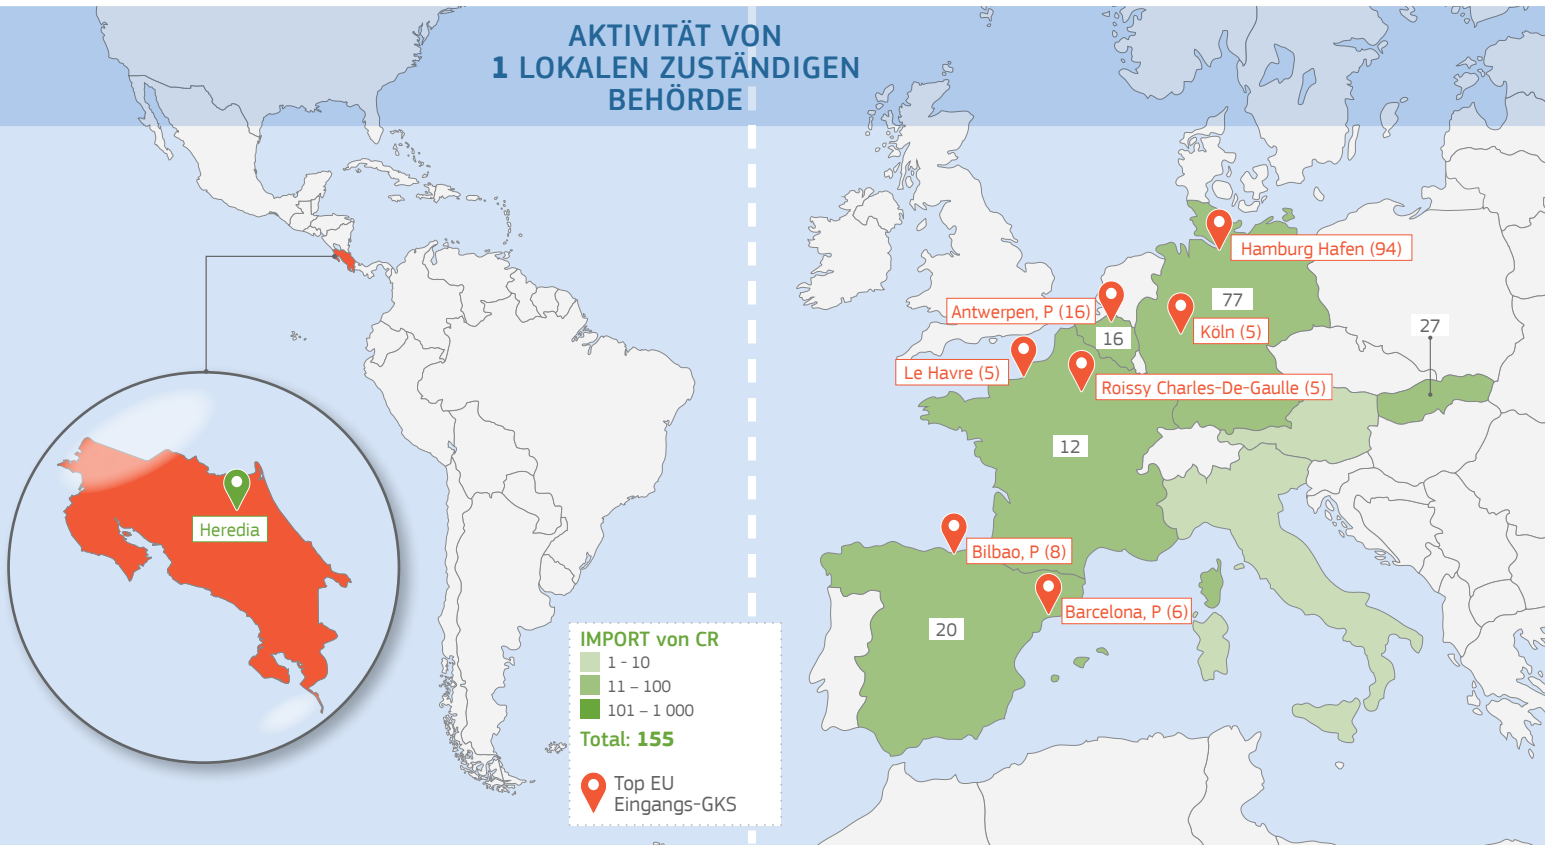 AKTIVITÄT VON
1 LOKALEN ZUSTÄNDIGEN
BEHÖRDE
Hamburg Hafen (94)
77
Antwerpen, P (16)
Köln (5)
27
16
Le Havre (5)
Roissy Charles-De-Gaulle (5)
12
Heredia
Bilbao, P (8)
Barcelona, P (6)
20
IMPORT von CR
1 - 10
11 – 100
101 – 1 000
Total: 155
Top EU
Eingangs-GKS